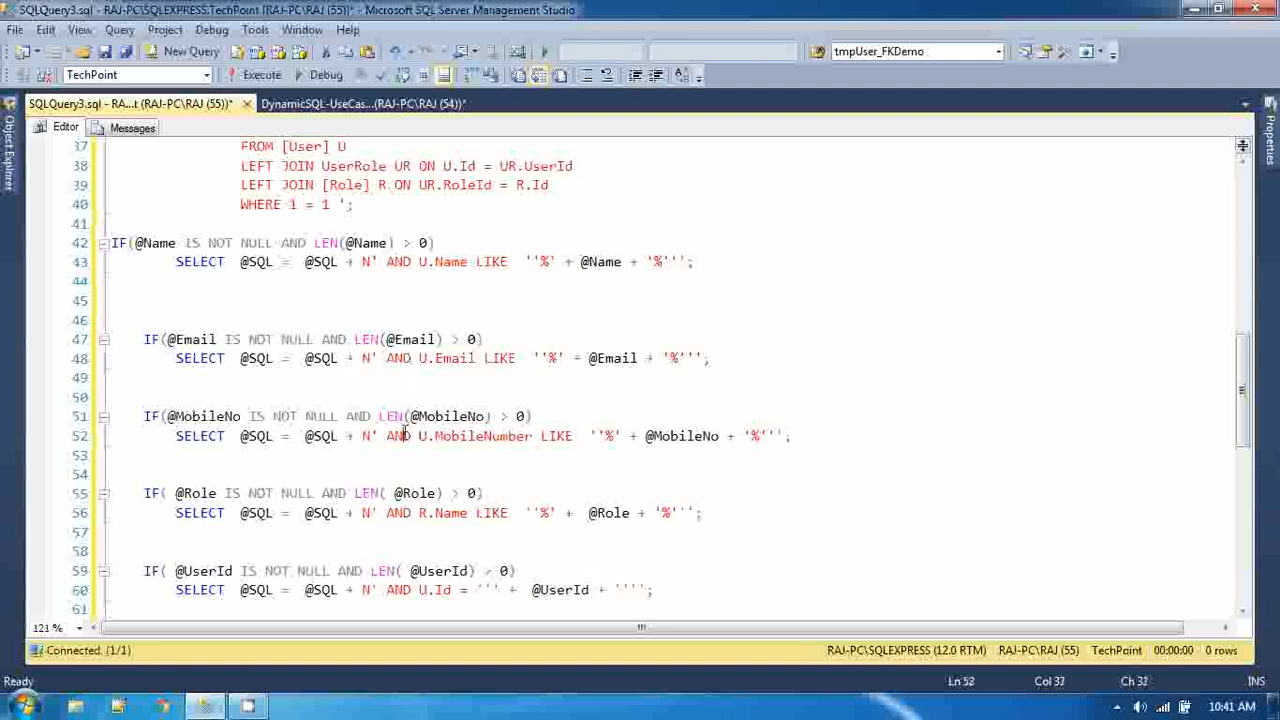 SQLQuery3.sql - RAJ-PC\SQLEXPRESS.TechPoint (RAJ-PC\RAJ (55))* - Microsoft SQL Server Management Studio
File Edit View Query Project Debug Tools Window Help
New Query tmpUser_FKDemo
TechPoint Execute Debug
SQLQuery3.sql - RA...t (RAJ-PC\RAJ (55))* DynamicSQL-UseCas...(RAJ-PC\RAJ (54))*
Editor Messages
Object Explorer
Properties
37 FROM [User] U
38 LEFT JOIN UserRole UR ON U.Id = UR.UserId
39 LEFT JOIN [Role] R ON UR.RoleId = R.Id
40 WHERE 1 = 1 ';
41
42 IF(@Name IS NOT NULL AND LEN(@Name) > 0)
43 SELECT @SQL = @SQL + N' AND U.Name LIKE ''%' + @Name + '%''';
44
45
46
47 IF(@Email IS NOT NULL AND LEN(@Email) > 0)
48 SELECT @SQL = @SQL + N' AND U.Email LIKE ''%' + @Email + '%''';
49
50
51 IF(@MobileNo IS NOT NULL AND LEN(@MobileNo) > 0)
52 SELECT @SQL = @SQL + N' AND U.MobileNumber LIKE ''%' + @MobileNo + '%''';
53
54
55 IF( @Role IS NOT NULL AND LEN( @Role) > 0)
56 SELECT @SQL = @SQL + N' AND R.Name LIKE ''%' + @Role + '%''';
57
58
59 IF( @UserId IS NOT NULL AND LEN( @UserId) > 0)
60 SELECT @SQL = @SQL + N' AND U.Id = ''' + @UserId + '''';
61
121 %
Connected. (1/1) RAJ-PC\SQLEXPRESS (12.0 RTM) RAJ-PC\RAJ (55) TechPoint 00:00:00 0 rows
Ready Ln 52 Col 32 Ch 32 INS
10:41 AM